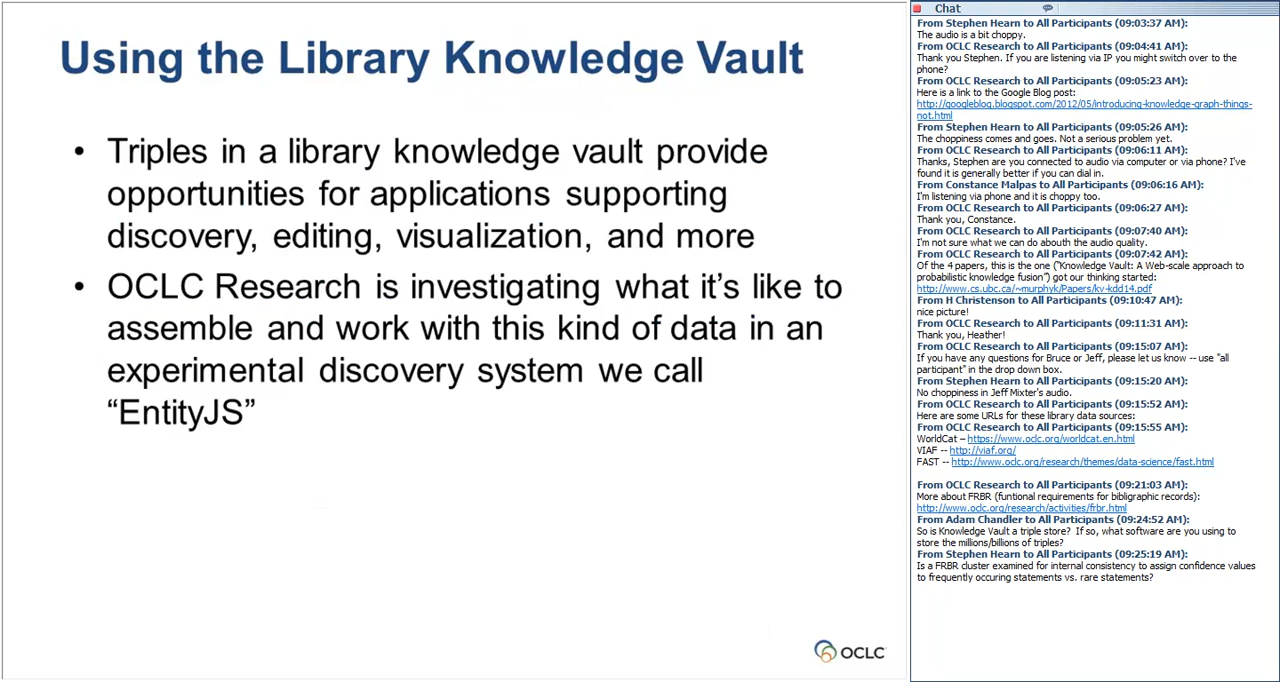 Using the Library Knowledge Vault
• Triples in a library knowledge vault provide
opportunities for applications supporting
discovery, editing, visualization, and more
• OCLC Research is investigating what it's like to
assemble and work with this kind of data in an
experimental discovery system we call
“EntityJS”
OCLC
Chat
From Stephen Hearn to All Participants (09:03:37 AM):
The audio is a bit choppy.
From OCLC Research to All Participants (09:04:41 AM):
Thank you Stephen. If you are listening via IP you might switch over to the
phone?
From OCLC Research to All Participants (09:05:23 AM):
Here is a link to the Google Blog post:
http://googleblog.blogspot.com/2012/05/introducing-knowledge-graph-things-
not.html
From Stephen Hearn to All Participants (09:05:26 AM):
The choppiness comes and goes. Not a serious problem yet.
From OCLC Research to All Participants (09:06:11 AM):
Thanks, Stephen are you connected to audio via computer or via phone? I've
found it is generally better if you can dial in.
From Constance Malpas to All Participants (09:06:16 AM):
I'm listening via phone and it is choppy too.
From OCLC Research to All Participants (09:06:27 AM):
Thank you, Constance.
From OCLC Research to All Participants (09:07:40 AM):
I'm not sure what we can do abouth the audio quality.
From OCLC Research to All Participants (09:07:42 AM):
Of the 4 papers, this is the one ("Knowledge Vault: A Web-scale approach to
probabilistic knowledge fusion") got our thinking started:
http://www.cs.ubc.ca/~murphyk/Papers/kv-kdd14.pdf
From H Christenson to All Participants (09:10:47 AM):
nice picture!
From OCLC Research to All Participants (09:11:31 AM):
Thank you, Heather!
From OCLC Research to All Participants (09:15:07 AM):
If you have any questions for Bruce or Jeff, please let us know -- use "all
participant" in the drop down box.
From Stephen Hearn to All Participants (09:15:20 AM):
No choppiness in Jeff Mixter's audio.
From OCLC Research to All Participants (09:15:52 AM):
Here are some URLs for these library data sources:
From OCLC Research to All Participants (09:15:55 AM):
WorldCat – https://www.oclc.org/worldcat.en.html
VIAF -- http://viaf.org/
FAST -- http://www.oclc.org/research/themes/data-science/fast.html
From OCLC Research to All Participants (09:21:03 AM):
More about FRBR (funtional requirements for bibligraphic records):
http://www.oclc.org/research/activities/frbr.html
From Adam Chandler to All Participants (09:24:52 AM):
So is Knowledge Vault a triple store? If so, what software are you using to
store the millions/billions of triples?
From Stephen Hearn to All Participants (09:25:19 AM):
Is a FRBR cluster examined for internal consistency to assign confidence values
to frequently occuring statements vs. rare statements?